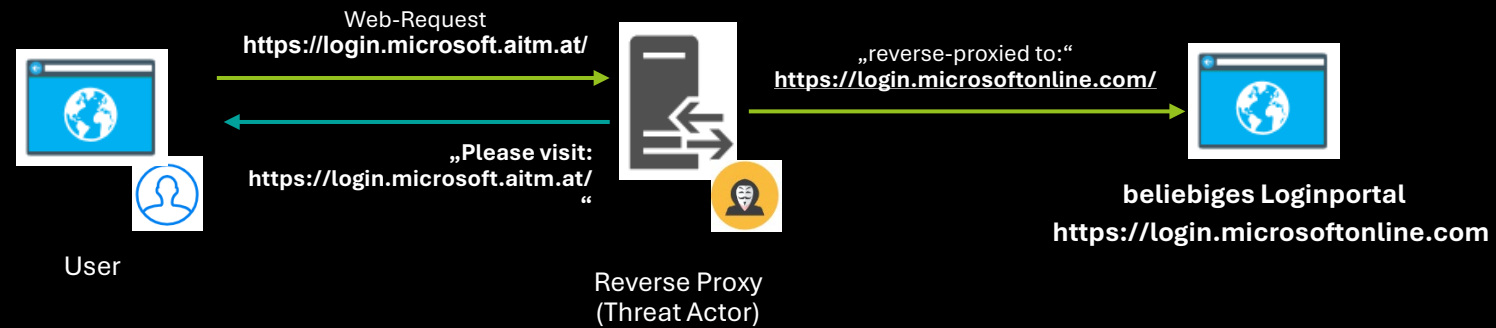 Web-Request
https://login.microsoft.aitm.at/
„reverse-proxied to:“
https://login.microsoftonline.com/
„Please visit:
https://login.microsoft.aitm.at/
“
beliebiges Loginportal
https://login.microsoftonline.com
User
Reverse Proxy
(Threat Actor)